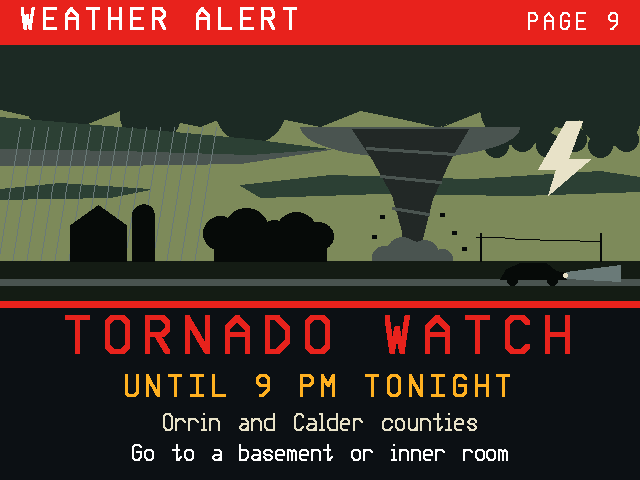 WEATHER ALERT PAGE 9
TORNADO WATCH
UNTIL 9 PM TONIGHT
Orrin and Calder counties
Go to a basement or inner room